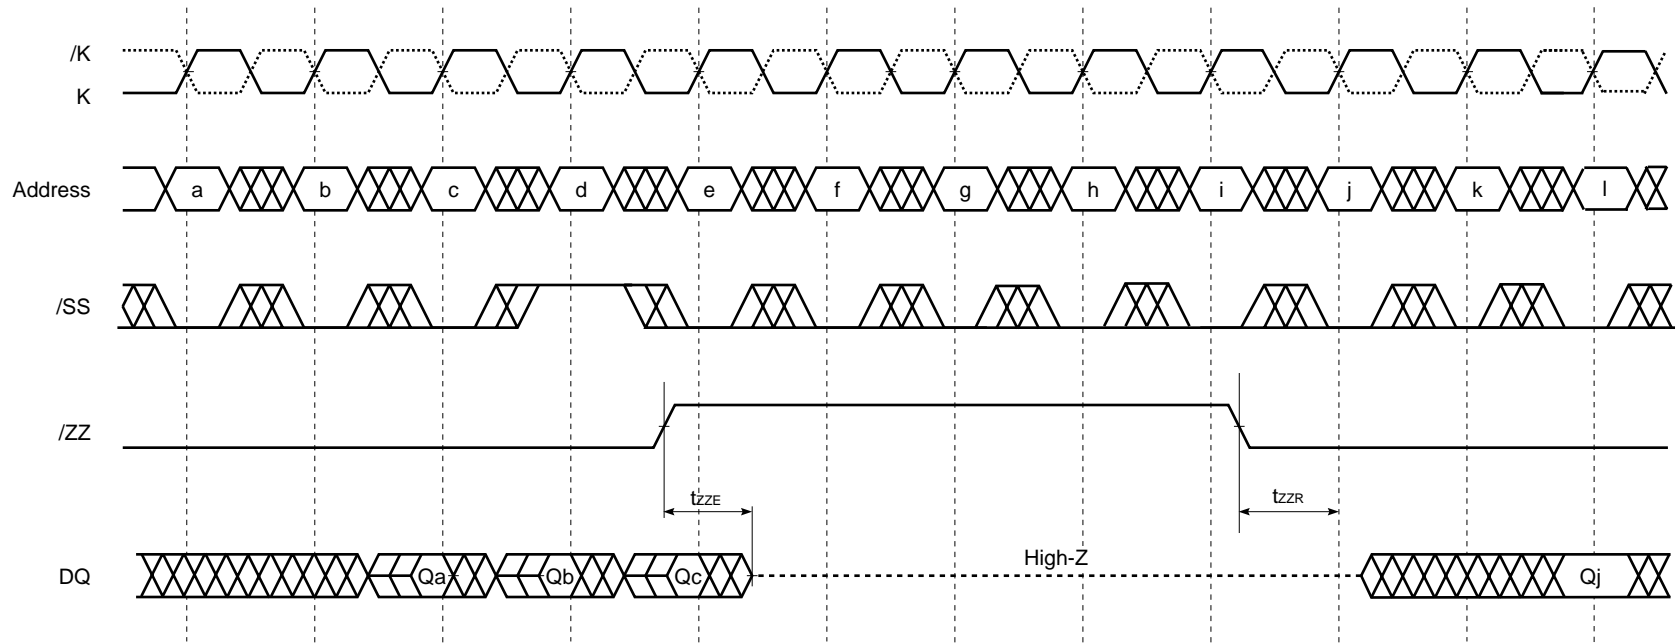 /K
K
Address a b c d e f g h i j k l
/SS
/ZZ
tZZE tZZR
High-Z
DQ Qa Qb Qc Qj